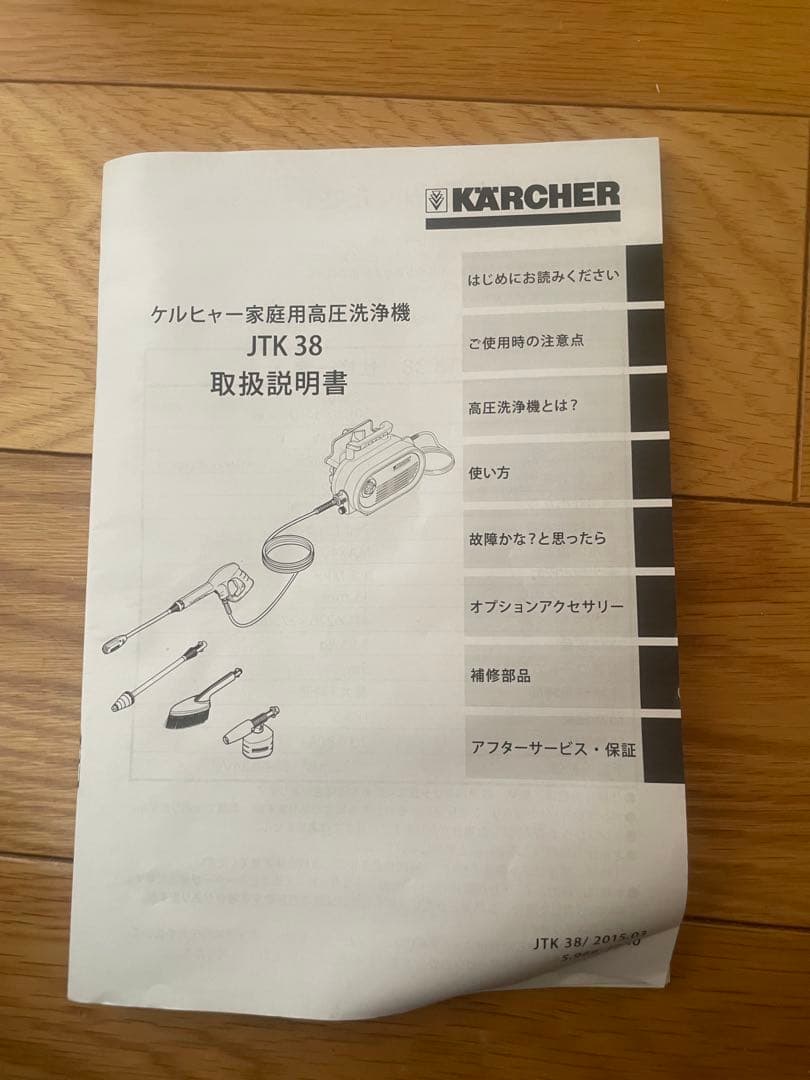 KÄRCHER
ケルヒャー家庭用高圧洗浄機
JTK 38
取扱説明書
はじめにお読みください
ご使用時の注意点
高圧洗浄機とは？
使い方
故障かな？と思ったら
オプションアクセサリー
補修部品
アフターサービス・保証
JTK 38/ 2015.03